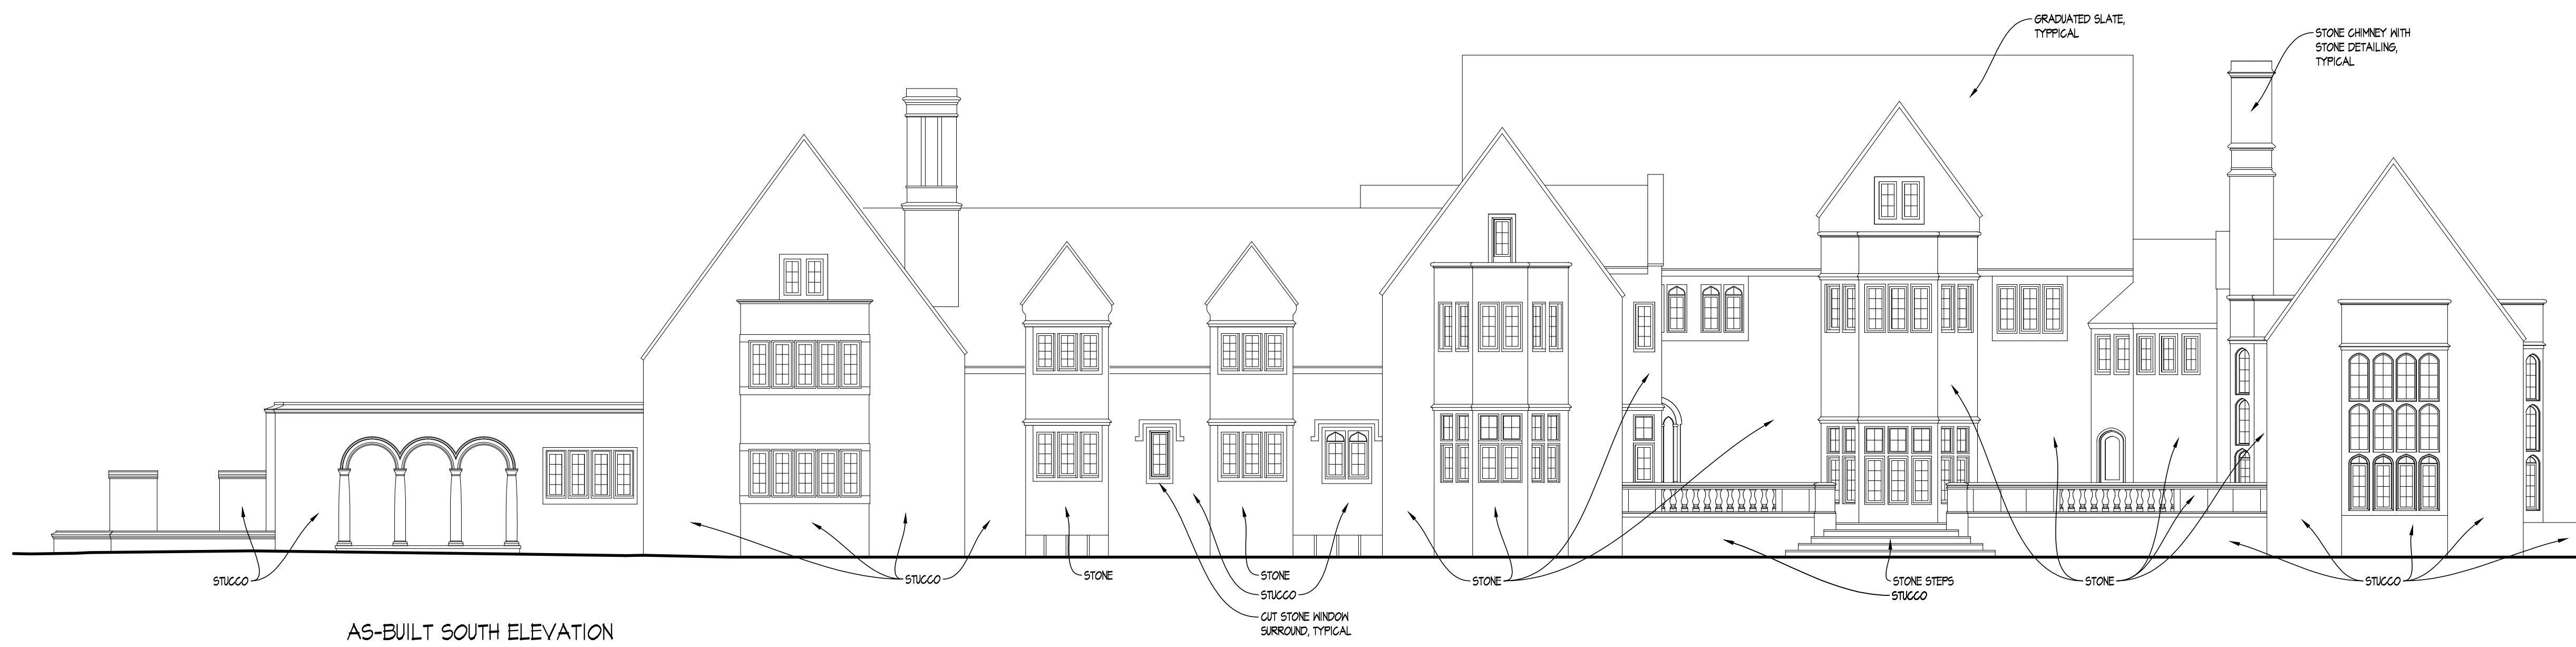 GRADUATED SLATE,
TYPPICAL
STONE CHIMNEY WITH
STONE DETAILING,
TYPICAL
STUCCO
STUCCO
STONE
STONE
STUCCO
CUT STONE WINDOW
SURROUND, TYPICAL
STONE
STONE STEPS
STUCCO
STONE
STUCCO
AS-BUILT SOUTH ELEVATION